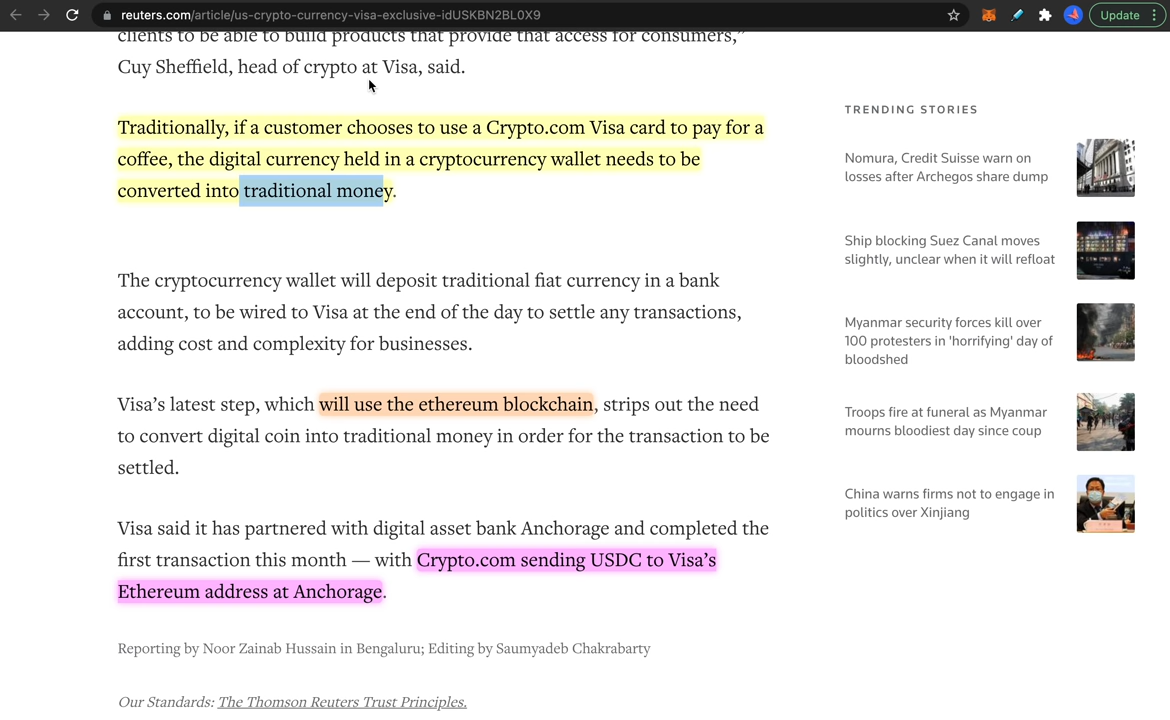 reuters.com/article/us-crypto-currency-visa-exclusive-idUSKBN2BL0X9
Update
clients to be able to build products that provide that access for consumers,”
Cuy Sheffield, head of crypto at Visa, said.
Traditionally, if a customer chooses to use a Crypto.com Visa card to pay for a
coffee, the digital currency held in a cryptocurrency wallet needs to be
converted into traditional money.
The cryptocurrency wallet will deposit traditional fiat currency in a bank
account, to be wired to Visa at the end of the day to settle any transactions,
adding cost and complexity for businesses.
Visa’s latest step, which will use the ethereum blockchain, strips out the need
to convert digital coin into traditional money in order for the transaction to be
settled.
Visa said it has partnered with digital asset bank Anchorage and completed the
first transaction this month — with Crypto.com sending USDC to Visa’s
Ethereum address at Anchorage.
Reporting by Noor Zainab Hussain in Bengaluru; Editing by Saumyadeb Chakrabarty
Our Standards: The Thomson Reuters Trust Principles.
TRENDING STORIES
Nomura, Credit Suisse warn on
losses after Archegos share dump
Ship blocking Suez Canal moves
slightly, unclear when it will refloat
Myanmar security forces kill over
100 protesters in 'horrifying' day of
bloodshed
Troops fire at funeral as Myanmar
mourns bloodiest day since coup
China warns firms not to engage in
politics over Xinjiang